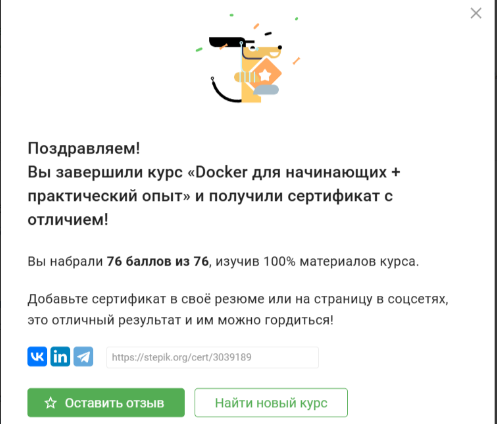 Поздравляем!
Вы завершили курс «Docker для начинающих +
практический опыт» и получили сертификат с
отличием!
Вы набрали 76 баллов из 76, изучив 100% материалов курса.
Добавьте сертификат в своё резюме или на страницу в соцсетях,
это отличный результат и им можно гордиться!
https://stepik.org/cert/3039189
Оставить отзыв
Найти новый курс